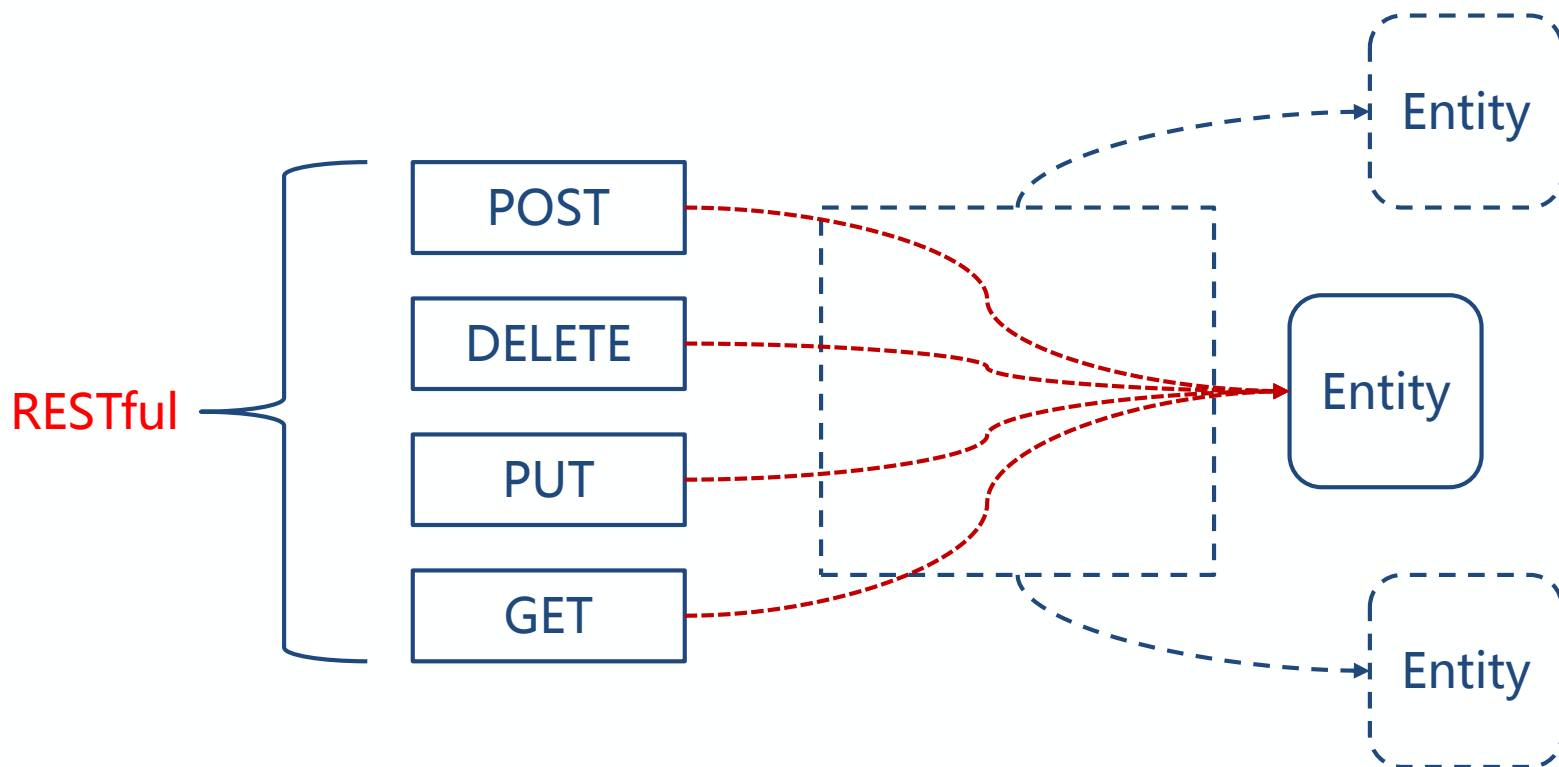 RESTful
POST
DELETE
PUT
GET
Entity
Entity
Entity